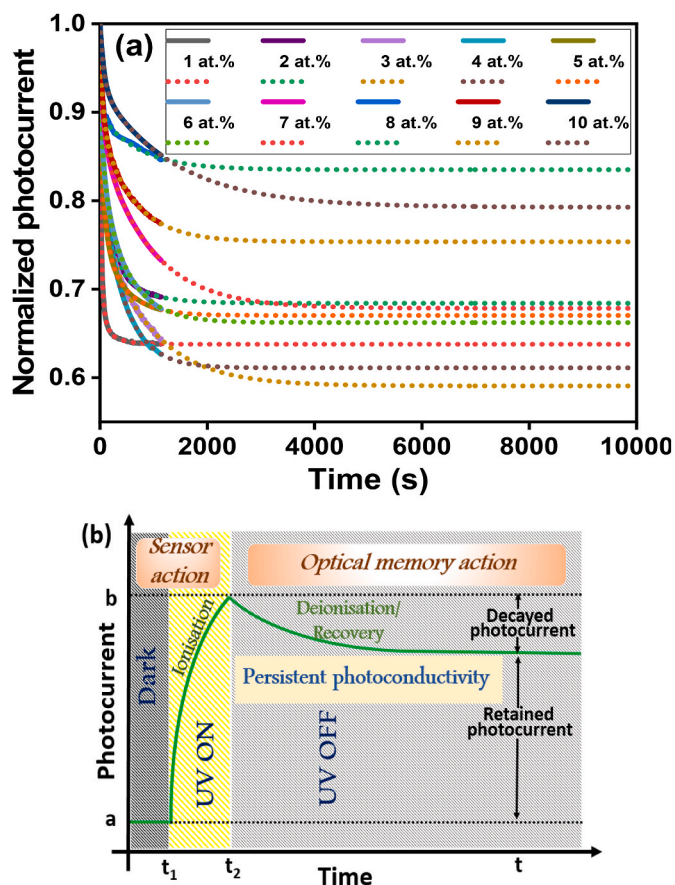 (a)
1 at.% 2 at.% 3 at.% 4 at.% 5 at.%
6 at.% 7 at.% 8 at.% 9 at.% 10 at.%
1.0
0.9
0.8
0.7
0.6
Normalized photocurrent
0 2000 4000 6000 8000 10000
Time (s)
(b)
Sensor
action
Optical memory action
b
Ionisation
Deionisation/
Recovery
Decayed
photocurrent
Photocurrent
Dark
Persistent photoconductivity
UV ON
UV OFF
Retained
photocurrent
a
t₁ t₂ Time t